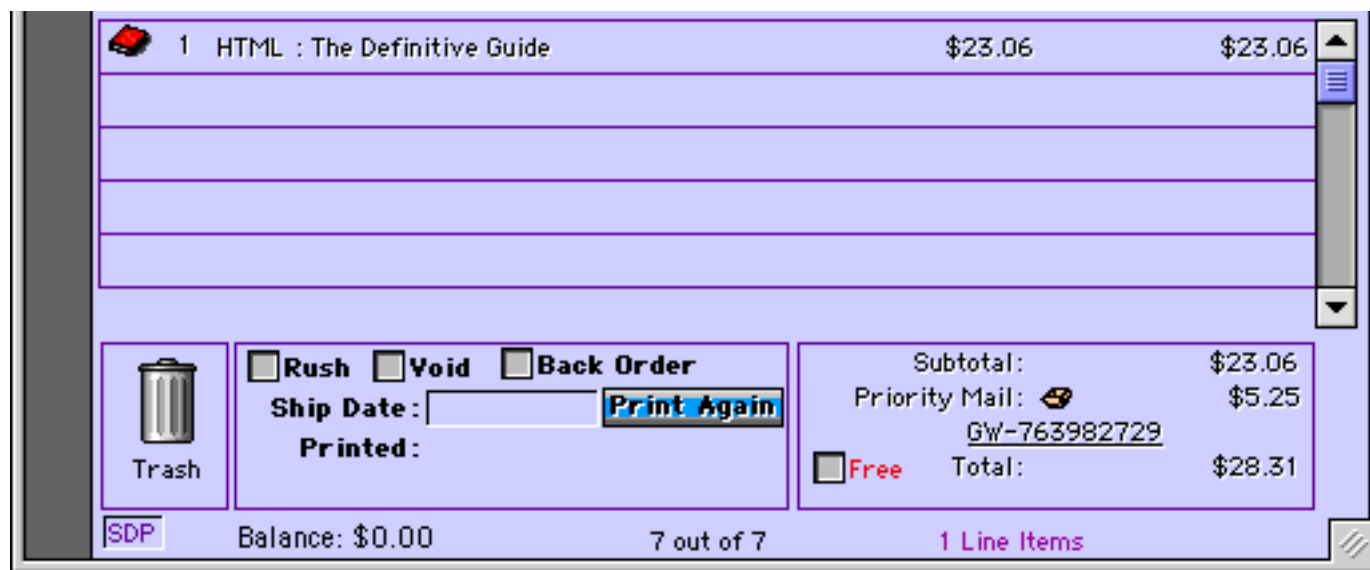 1 HTML : The Definitive Guide $23.06 $23.06
Rush Void Back Order
Ship Date: Print Again
Printed:
Trash
Subtotal: $23.06
Priority Mail: $5.25
GW-763982729
Free Total: $28.31
SDP Balance: $0.00 7 out of 7 1 Line Items